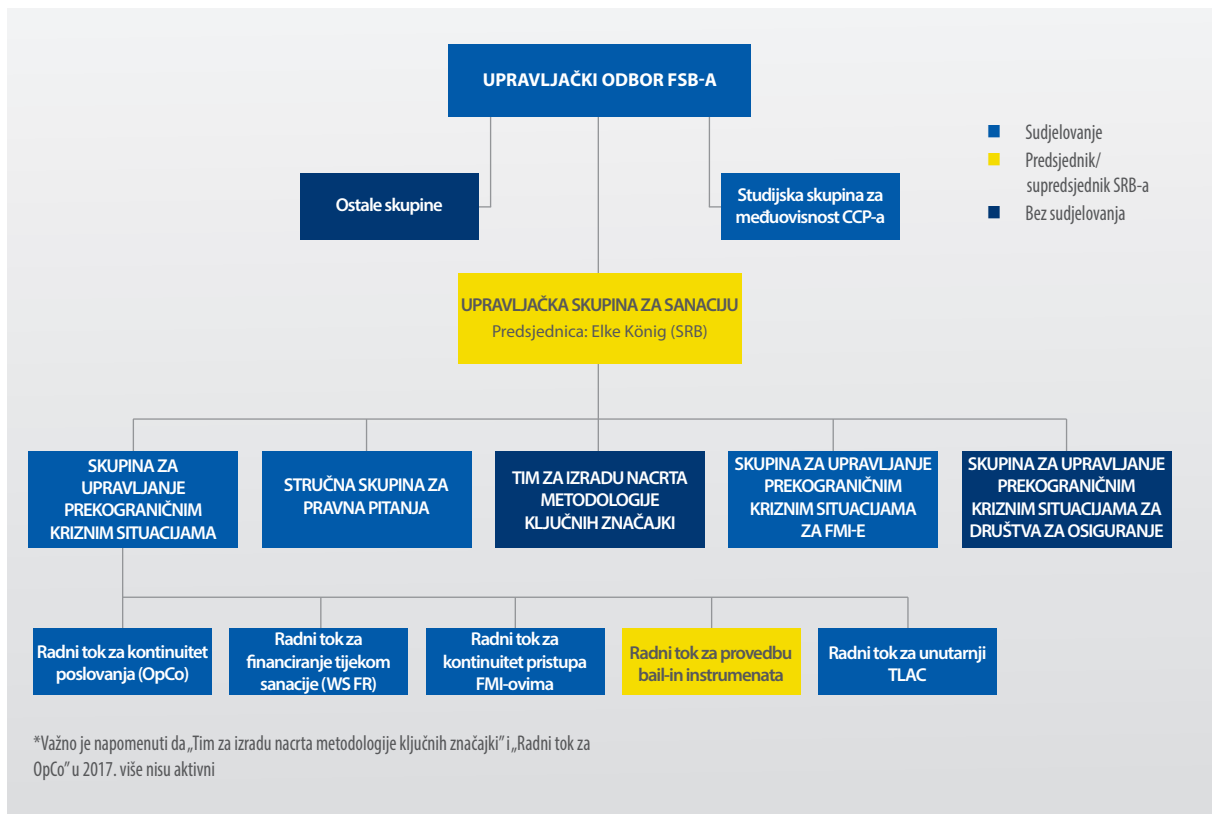 UPRAVLJAČKI ODBOR FSB-A
Sudjelovanje
Predsjednik/
supredsjednik SRB-a
Bez sudjelovanja
Ostale skupine
Studijska skupina za
međuovisnost CCP-a
UPRAVLJAČKA SKUPINA ZA SANACIJU
Predsjednica: Elke König (SRB)
SKUPINA ZA
UPRAVLJANJE
PREKOGRANIČNIM
KRIZNIM SITUACIJAMA
STRUČNA SKUPINA ZA
PRAVNA PITANJA
TIM ZA IZRADU NACRTA
METODOLOGIJE
KLJUČNIH ZNAČAJKI
SKUPINA ZA UPRAVLJANJE
PREKOGRANIČNIM
KRIZNIM SITUACIJAMA
ZA FMI-E
SKUPINA ZA UPRAVLJANJE
PREKOGRANIČNIM
KRIZNIM SITUACIJAMA ZA
DRUŠTVA ZA OSIGURANJE
Radni tok za kontinuitet
poslovanja (OpCo)
Radni tok za
financiranje tijekom
sanacije (WS FR)
Radni tok za
kontinuitet pristupa
FMI-ovima
Radni tok za provedbu
bail-in instrumenata
Radni tok za unutarnji
TLAC
*Važno je napomenuti da „Tim za izradu nacrta metodologije ključnih značajki” i „Radni tok za
OpCo” u 2017. više nisu aktivni